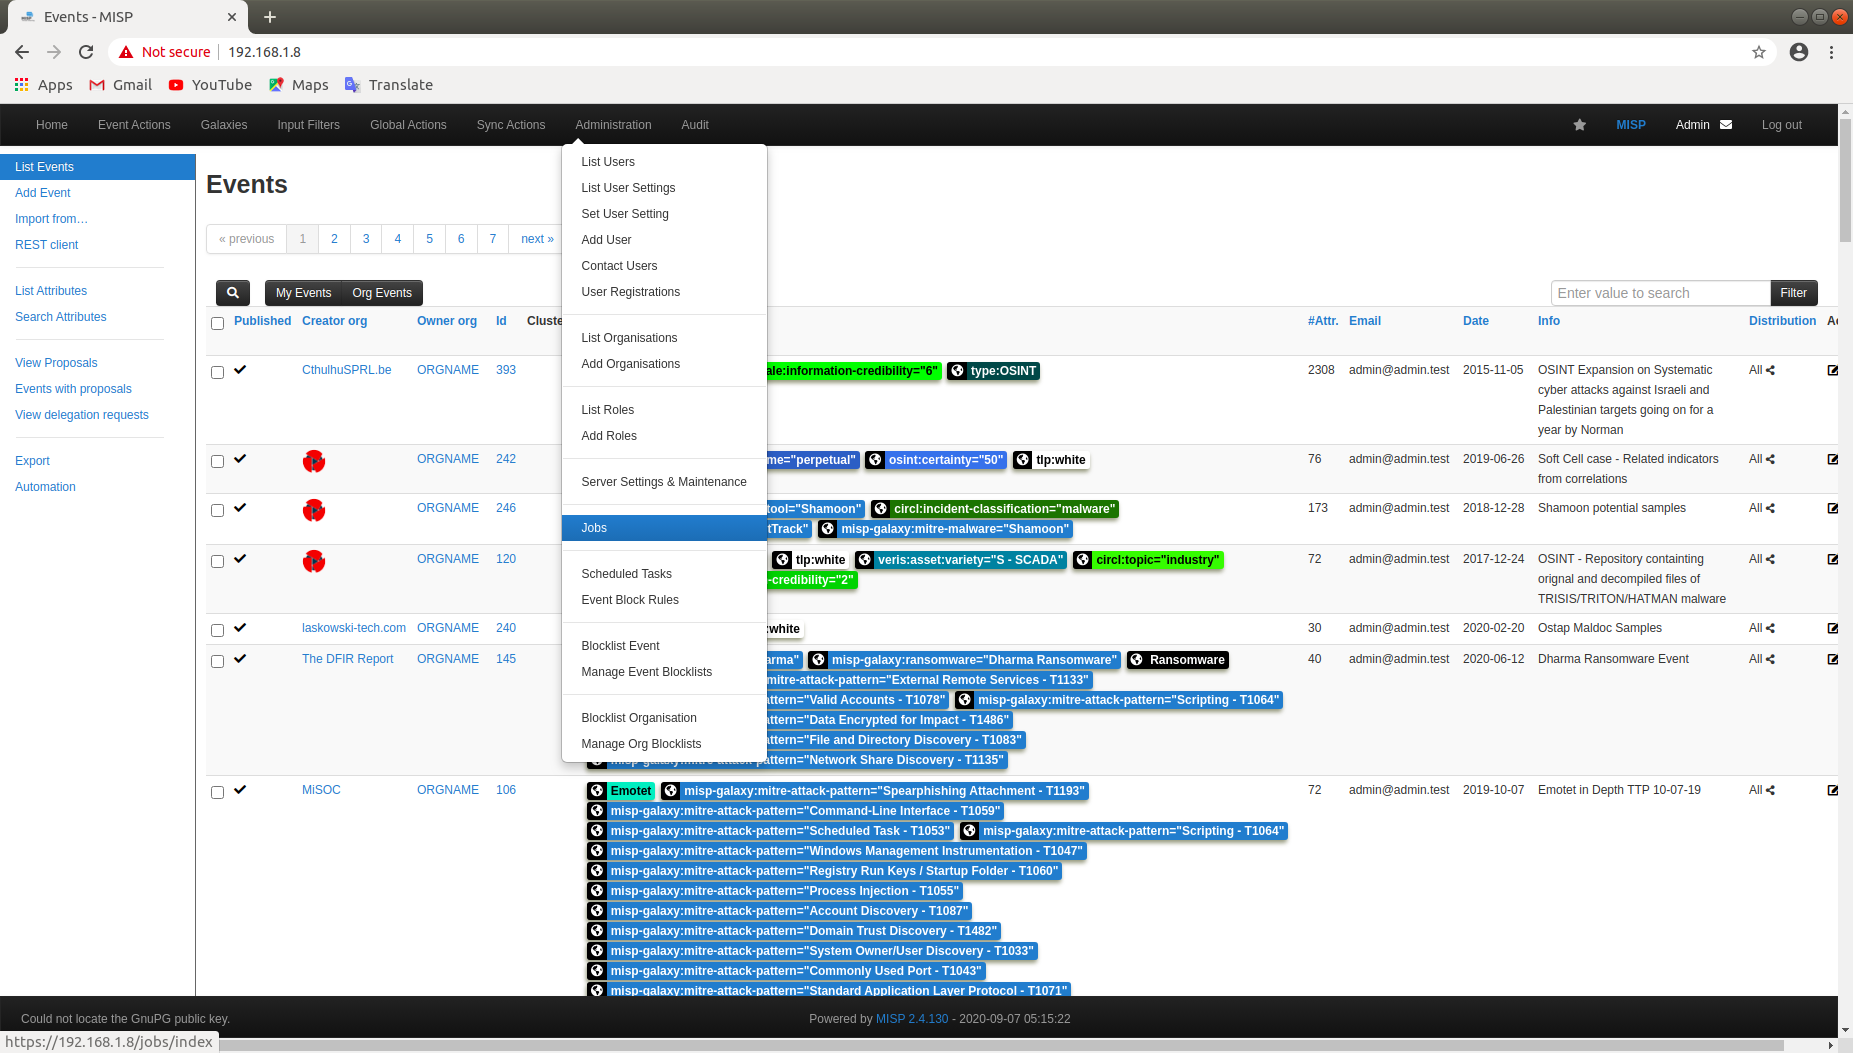 Events - MISP
Not secure 192.168.1.8
Apps Gmail YouTube Maps Translate
Home Event Actions Galaxies Input Filters Global Actions Sync Actions Administration Audit MISP Admin Log out
List Events
Add Event
Import from…
REST client
List Attributes
Search Attributes
View Proposals
Events with proposals
View delegation requests
Export
Automation
List Users
List User Settings
Set User Setting
Add User
Contact Users
User Registrations
List Organisations
Add Organisations
List Roles
Add Roles
Server Settings & Maintenance
Jobs
Scheduled Tasks
Event Block Rules
Blocklist Event
Manage Event Blocklists
Blocklist Organisation
Manage Org Blocklists
Events
« previous 1 2 3 4 5 6 7 next »
My Events Org Events Enter value to search Filter
Published Creator org Owner org Id Cluste #Attr. Email Date Info Distribution Ac
CthulhuSPRL.be ORGNAME 393 ale:information-credibility="6" type:OSINT 2308 admin@admin.test 2015-11-05 OSINT Expansion on Systematic All
cyber attacks against Israeli and
Palestinian targets going on for a
year by Norman
ORGNAME 242 me="perpetual" osint:certainty="50" tlp:white 76 admin@admin.test 2019-06-26 Soft Cell case - Related indicators All
from correlations
ORGNAME 246 tool="Shamoon" circl:incident-classification="malware" 173 admin@admin.test 2018-12-28 Shamoon potential samples All
tTrack" misp-galaxy:mitre-malware="Shamoon"
ORGNAME 120 tlp:white veris:asset:variety="S - SCADA" circl:topic="industry" 72 admin@admin.test 2017-12-24 OSINT - Repository containting All
-credibility="2" orignal and decompiled files of
TRISIS/TRITON/HATMAN malware
laskowski-tech.com ORGNAME 240 :white 30 admin@admin.test 2020-02-20 Ostap Maldoc Samples All
The DFIR Report ORGNAME 145 arma" misp-galaxy:ransomware="Dharma Ransomware" Ransomware 40 admin@admin.test 2020-06-12 Dharma Ransomware Event All
mitre-attack-pattern="External Remote Services - T1133"
attern="Valid Accounts - T1078" misp-galaxy:mitre-attack-pattern="Scripting - T1064"
attern="Data Encrypted for Impact - T1486"
attern="File and Directory Discovery - T1083"
misp-galaxy:mitre-attack-pattern="Network Share Discovery - T1135"
MiSOC ORGNAME 106 Emotet misp-galaxy:mitre-attack-pattern="Spearphishing Attachment - T1193" 72 admin@admin.test 2019-10-07 Emotet in Depth TTP 10-07-19 All
misp-galaxy:mitre-attack-pattern="Command-Line Interface - T1059"
misp-galaxy:mitre-attack-pattern="Scheduled Task - T1053" misp-galaxy:mitre-attack-pattern="Scripting - T1064"
misp-galaxy:mitre-attack-pattern="Windows Management Instrumentation - T1047"
misp-galaxy:mitre-attack-pattern="Registry Run Keys / Startup Folder - T1060"
misp-galaxy:mitre-attack-pattern="Process Injection - T1055"
misp-galaxy:mitre-attack-pattern="Account Discovery - T1087"
misp-galaxy:mitre-attack-pattern="Domain Trust Discovery - T1482"
misp-galaxy:mitre-attack-pattern="System Owner/User Discovery - T1033"
misp-galaxy:mitre-attack-pattern="Commonly Used Port - T1043"
misp-galaxy:mitre-attack-pattern="Standard Application Layer Protocol - T1071"
Could not locate the GnuPG public key. Powered by MISP 2.4.130 - 2020-09-07 05:15:22
https://192.168.1.8/jobs/index